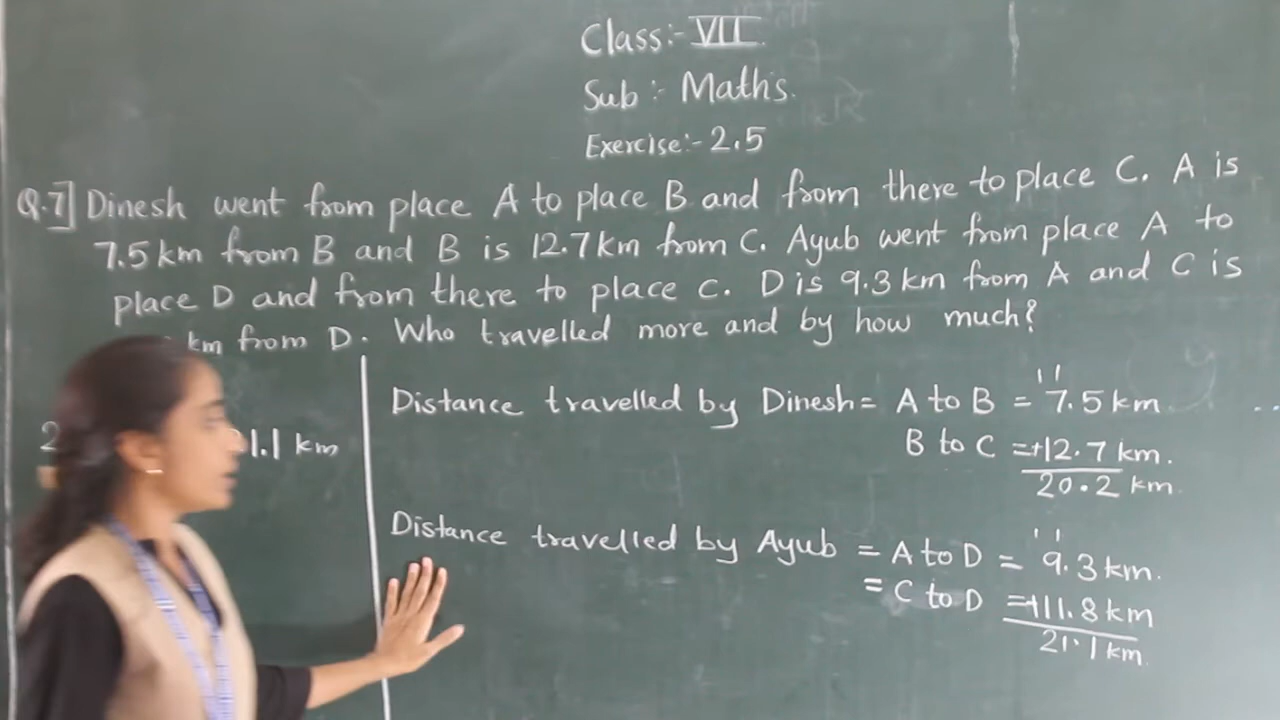 Class:- VII
Sub :- Maths.
Exercise:- 2.5
Q.7] Dinesh went from place A to place B and from there to place C. A is
7.5 km from B and B is 12.7 km from C. Ayub went from place A to
place D and from there to place C. D is 9.3 km from A and C is
km from D. Who travelled more and by how much?
Distance travelled by Dinesh = A to B = 7.5 km
B to C = +12.7 km.
20.2 km.
1.1 km
Distance travelled by Ayub = A to D = 9.3 km.
= C to D = +11.8 km
21.1 km.